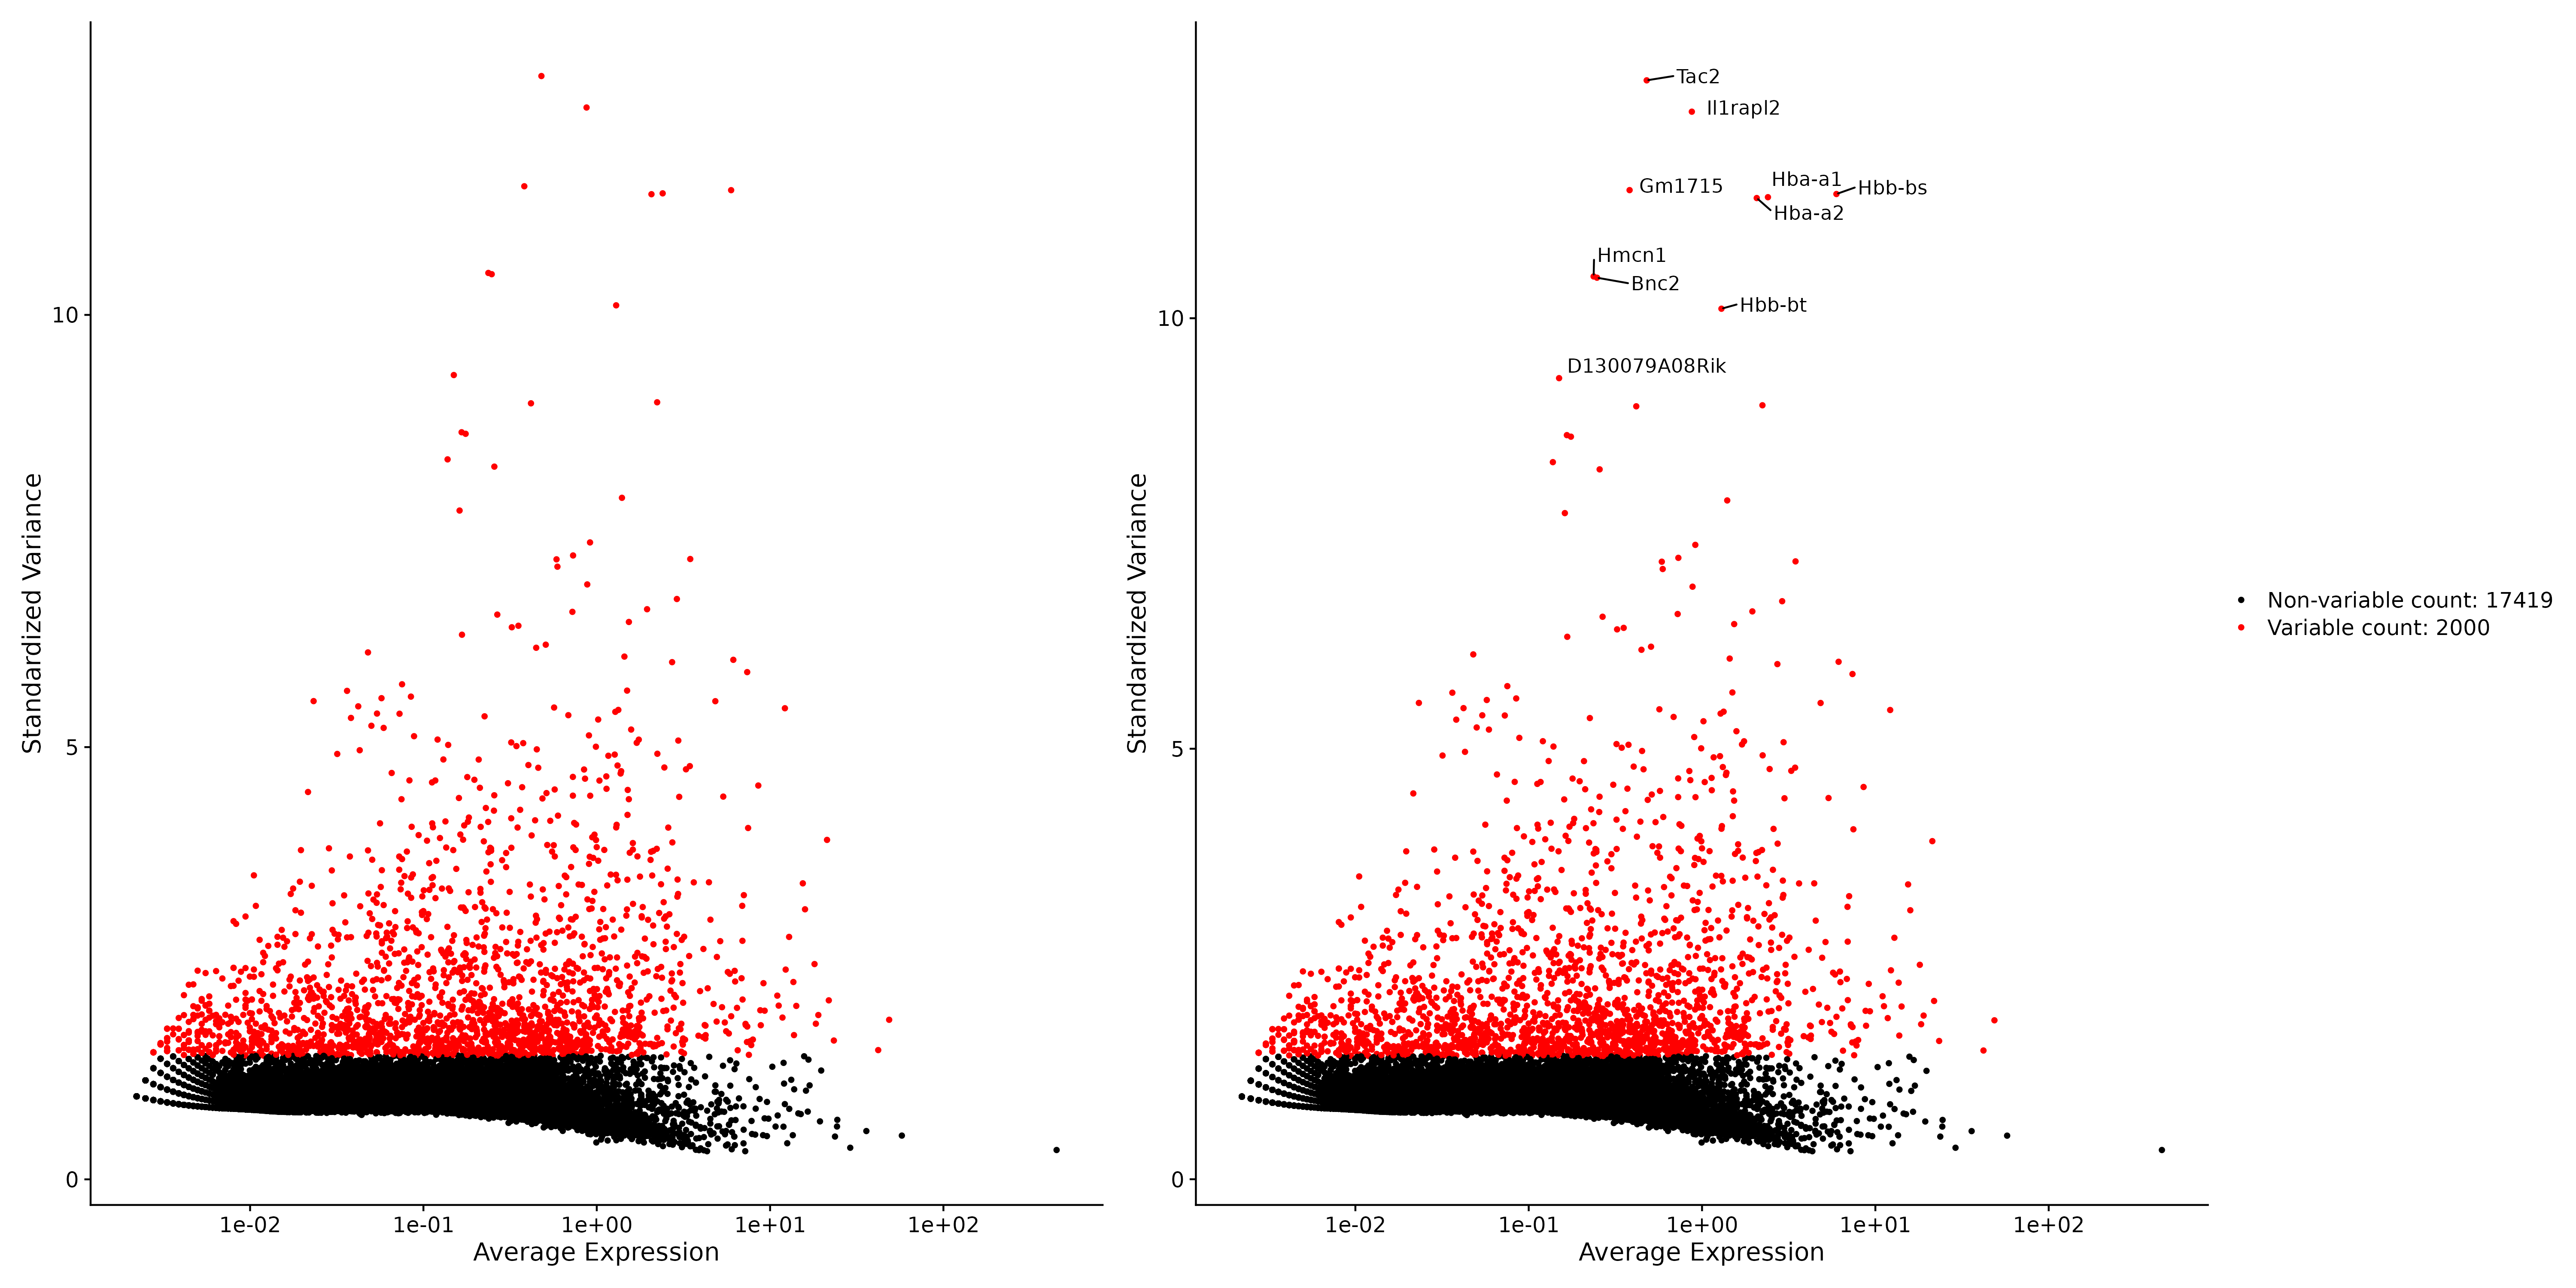 Standardized Variance
10
5
0
1e-02 1e-01 1e+00 1e+01 1e+02
Average Expression
Standardized Variance
10
5
0
Tac2
Il1rapl2
Hba-a1
Gm1715
Hbb-bs
Hba-a2
Hmcn1
Bnc2
Hbb-bt
D130079A08Rik
1e-02 1e-01 1e+00 1e+01 1e+02
Average Expression
Non-variable count: 17419
Variable count: 2000